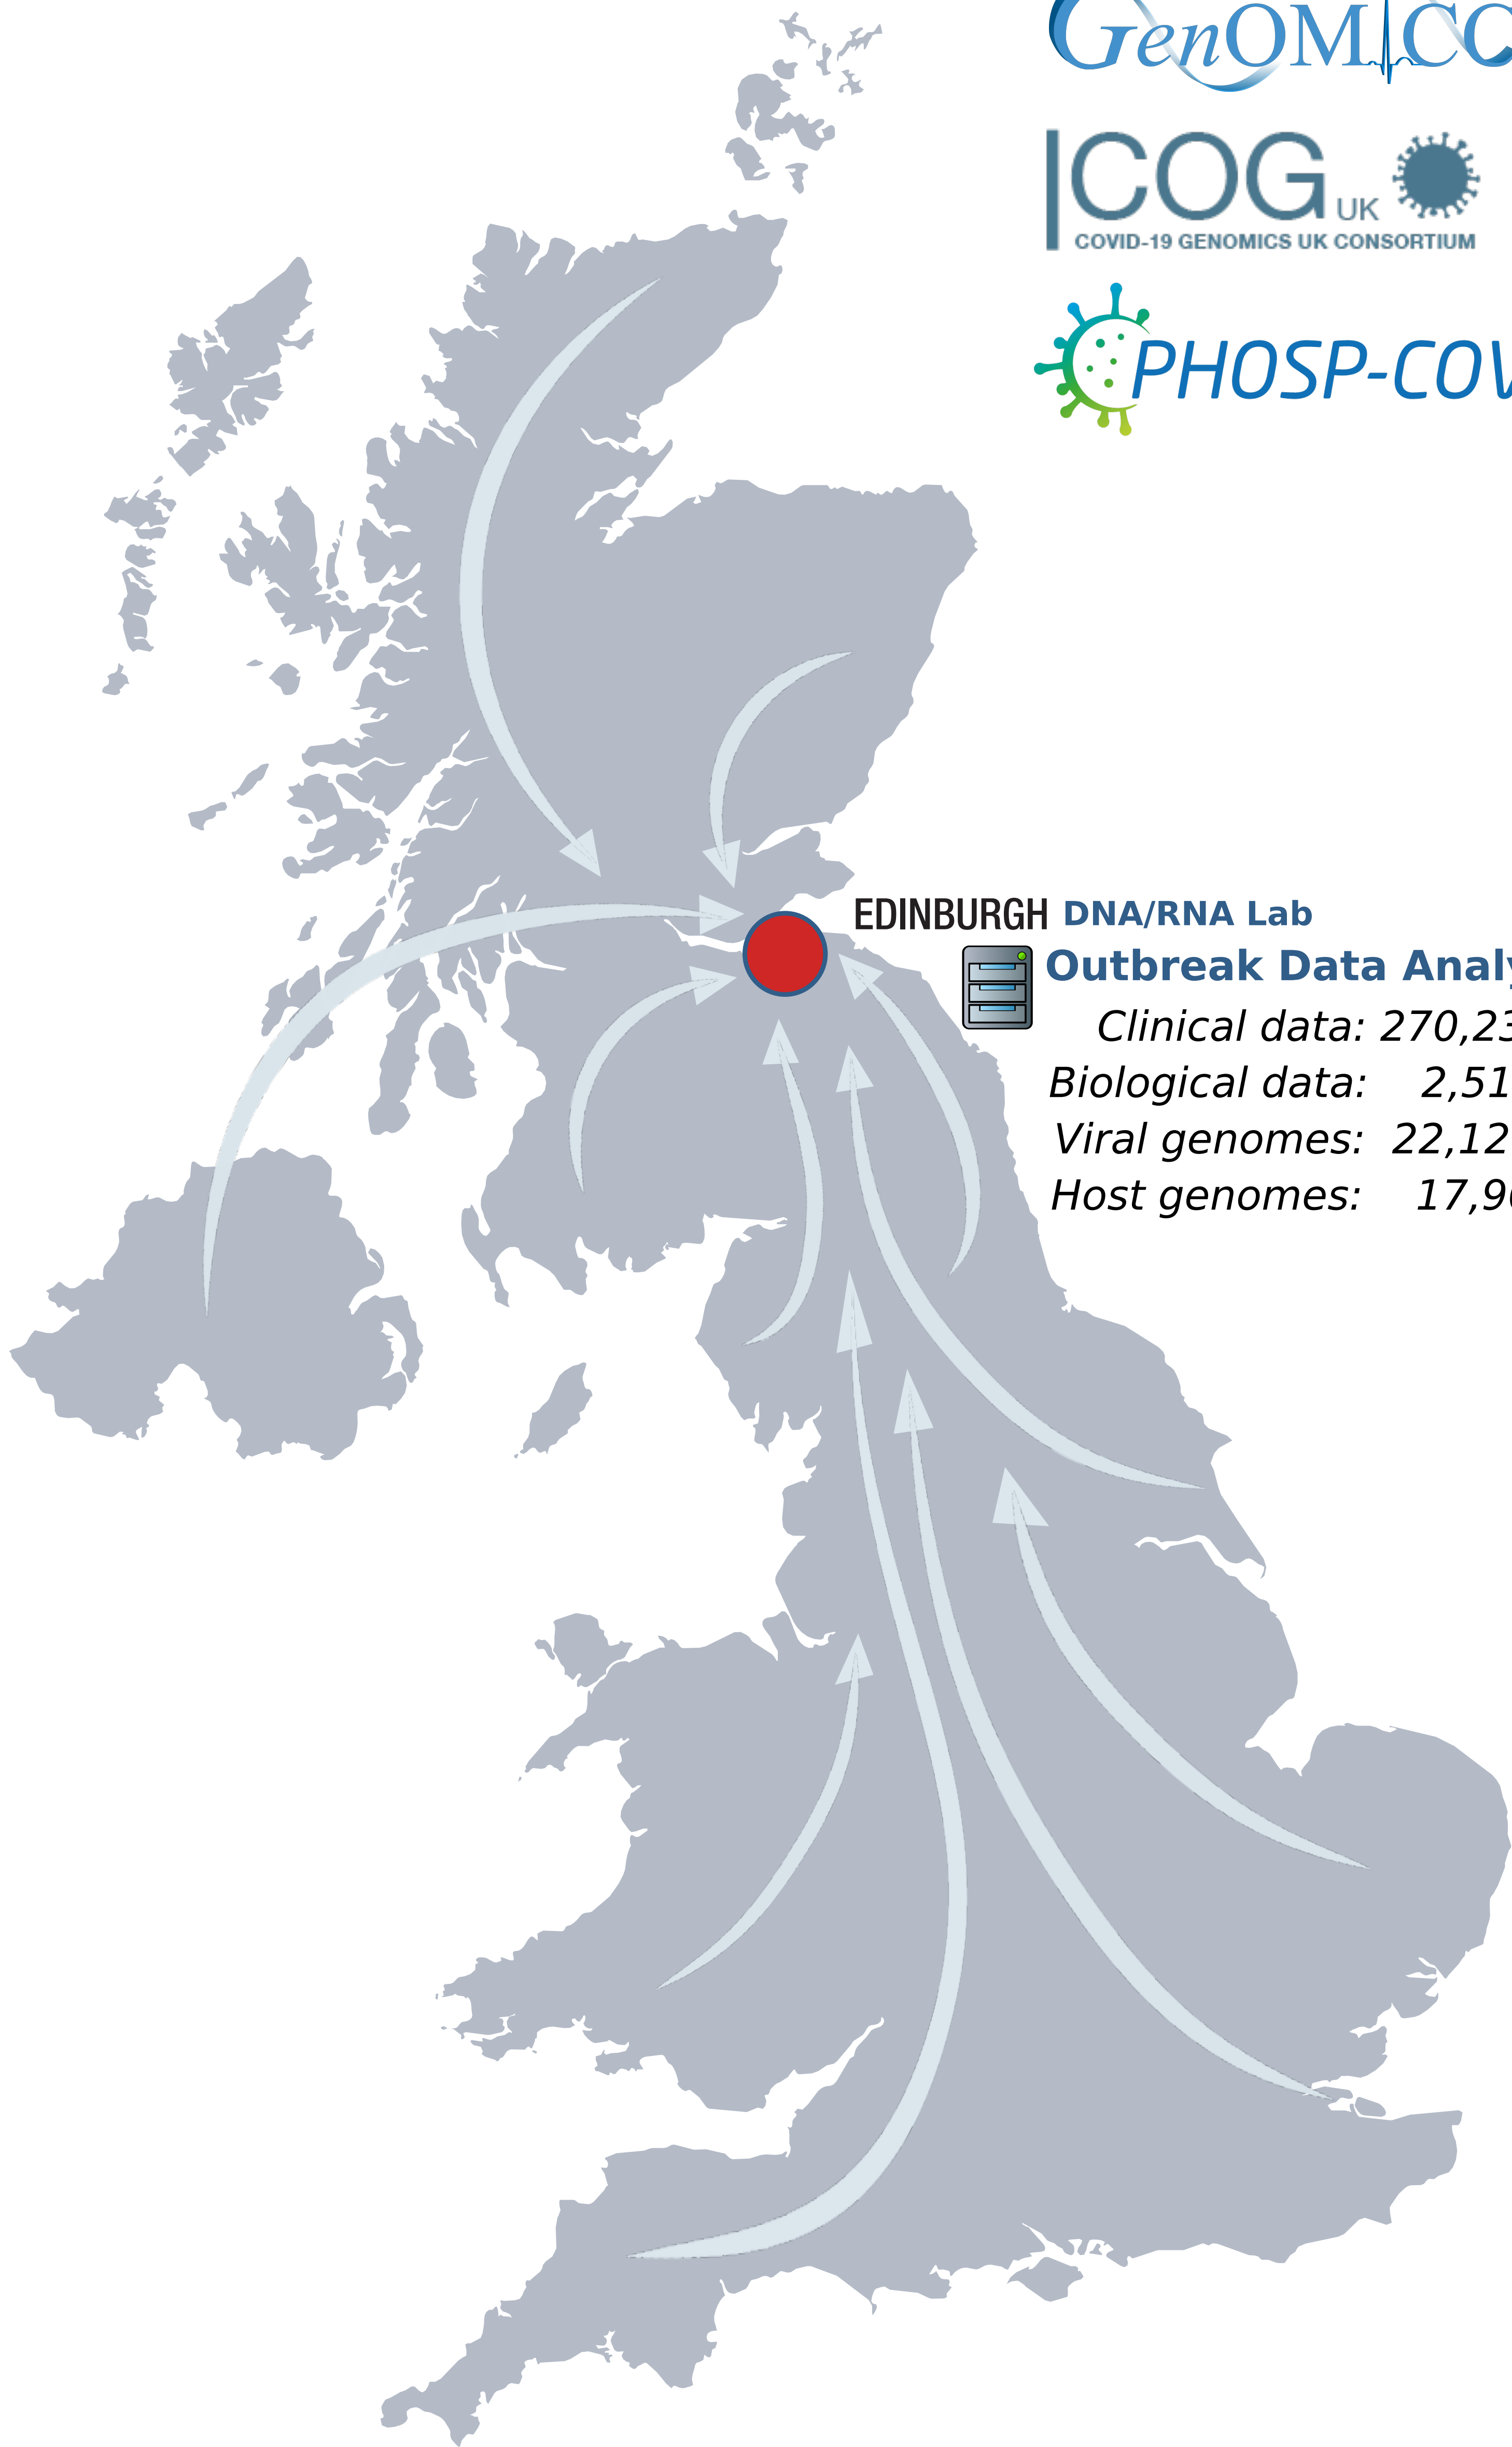 GenOMICC
COG UK
COVID-19 GENOMICS UK CONSORTIUM
PHOSP-COV
EDINBURGH DNA/RNA Lab
Outbreak Data Analy
Clinical data: 270,23
Biological data: 2,51
Viral genomes: 22,12
Host genomes: 17,9